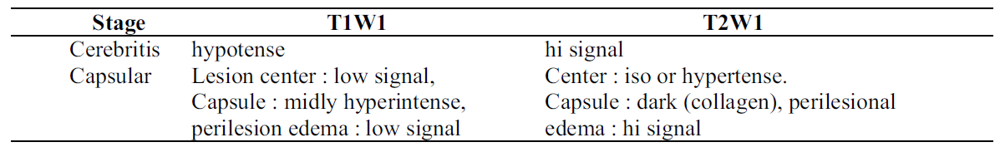 Stage T1W1 T2W1
Cerebritis hypotense hi signal
Capsular Lesion center : low signal, Center : iso or hypertense.
Capsule : midly hyperintense, Capsule : dark (collagen), perilesional
perilesion edema : low signal edema : hi signal